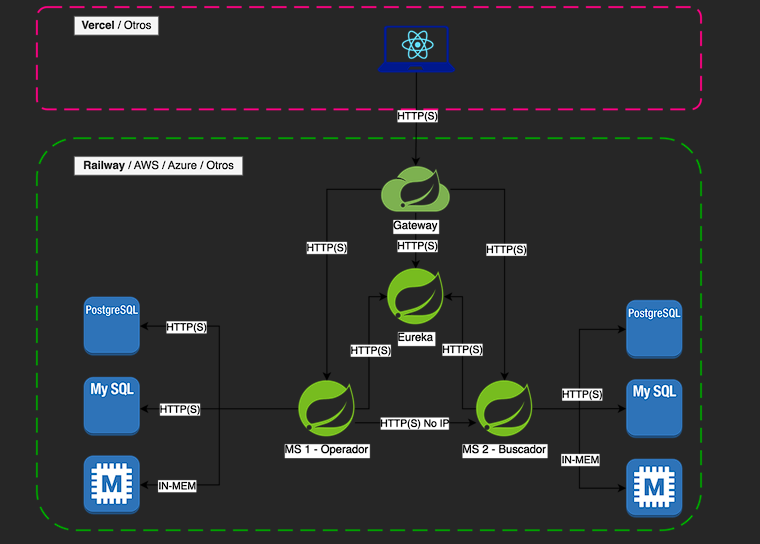 Vercel / Otros
HTTP(S)
Railway / AWS / Azure / Otros
Gateway
HTTP(S)
HTTP(S)
HTTP(S)
PostgreSQL
HTTP(S)
Eureka
HTTP(S)
HTTP(S)
PostgreSQL
My SQL
HTTP(S)
HTTP(S) No IP
HTTP(S)
My SQL
MS 1 - Operador
MS 2 - Buscador
M
IN-MEM
IN-MEM
M